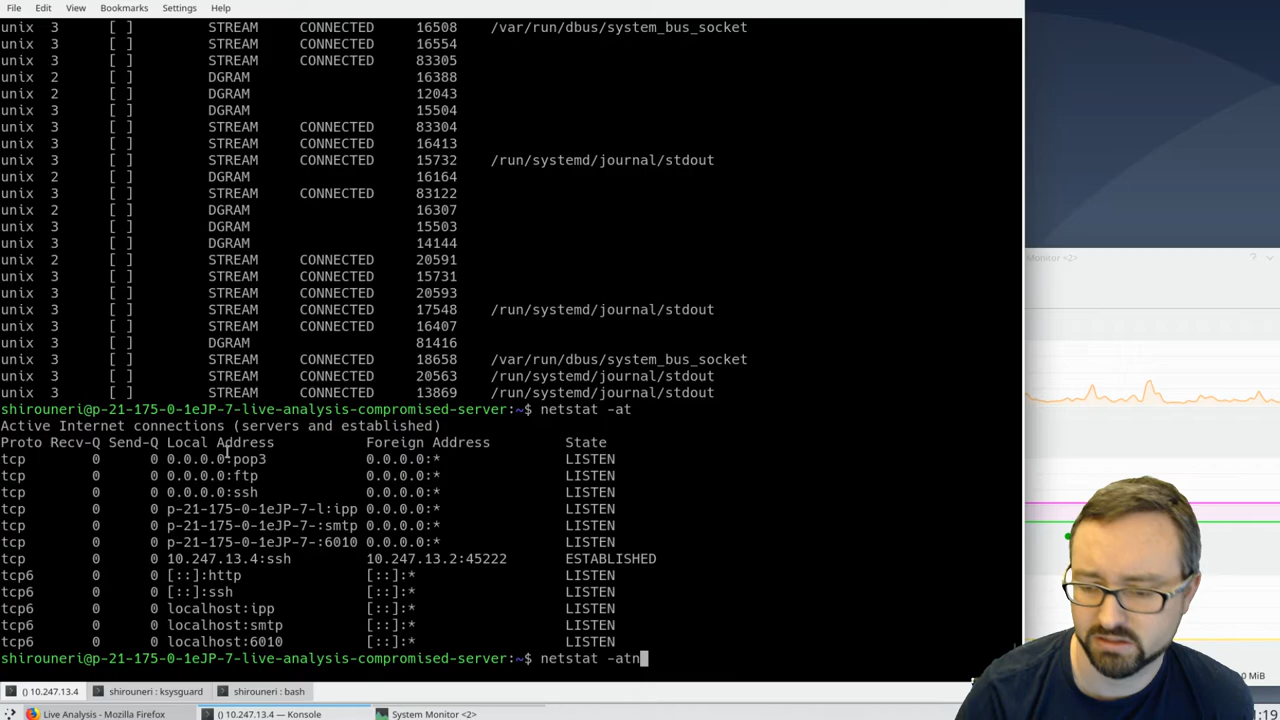 File Edit View Bookmarks Settings Help
unix 3 [ ] STREAM CONNECTED 16508 /var/run/dbus/system_bus_socket
unix 3 [ ] STREAM CONNECTED 16554
unix 3 [ ] STREAM CONNECTED 83305
unix 2 [ ] DGRAM 16388
unix 2 [ ] DGRAM 12043
unix 3 [ ] DGRAM 15504
unix 3 [ ] STREAM CONNECTED 83304
unix 3 [ ] STREAM CONNECTED 16413
unix 3 [ ] STREAM CONNECTED 15732 /run/systemd/journal/stdout
unix 2 [ ] DGRAM 16164
unix 3 [ ] STREAM CONNECTED 83122
unix 2 [ ] DGRAM 16307
unix 3 [ ] DGRAM 15503
unix 3 [ ] DGRAM 14144
unix 2 [ ] STREAM CONNECTED 20591
unix 3 [ ] STREAM CONNECTED 15731
unix 3 [ ] STREAM CONNECTED 20593
unix 3 [ ] STREAM CONNECTED 17548 /run/systemd/journal/stdout
unix 3 [ ] STREAM CONNECTED 16407
unix 3 [ ] DGRAM 81416
unix 3 [ ] STREAM CONNECTED 18658 /var/run/dbus/system_bus_socket
unix 3 [ ] STREAM CONNECTED 20563 /run/systemd/journal/stdout
unix 3 [ ] STREAM CONNECTED 13869 /run/systemd/journal/stdout
shirouneri@p-21-175-0-1eJP-7-live-analysis-compromised-server:~$ netstat -at
Active Internet connections (servers and established)
Proto Recv-Q Send-Q Local Address Foreign Address State
tcp 0 0 0.0.0.0:pop3 0.0.0.0:* LISTEN
tcp 0 0 0.0.0.0:ftp 0.0.0.0:* LISTEN
tcp 0 0 0.0.0.0:ssh 0.0.0.0:* LISTEN
tcp 0 0 p-21-175-0-1eJP-7-l:ipp 0.0.0.0:* LISTEN
tcp 0 0 p-21-175-0-1eJP-7-:smtp 0.0.0.0:* LISTEN
tcp 0 0 p-21-175-0-1eJP-7-:6010 0.0.0.0:* LISTEN
tcp 0 0 10.247.13.4:ssh 10.247.13.2:45222 ESTABLISHED
tcp6 0 0 [::]:http [::]:* LISTEN
tcp6 0 0 [::]:ssh [::]:* LISTEN
tcp6 0 0 localhost:ipp [::]:* LISTEN
tcp6 0 0 localhost:smtp [::]:* LISTEN
tcp6 0 0 localhost:6010 [::]:* LISTEN
shirouneri@p-21-175-0-1eJP-7-live-analysis-compromised-server:~$ netstat -atn
Monitor <2>
MiB
() 10.247.13.4 shirouneri : ksysguard shirouneri : bash
Live Analysis - Mozilla Firefox () 10.247.13.4 — Konsole System Monitor <2>